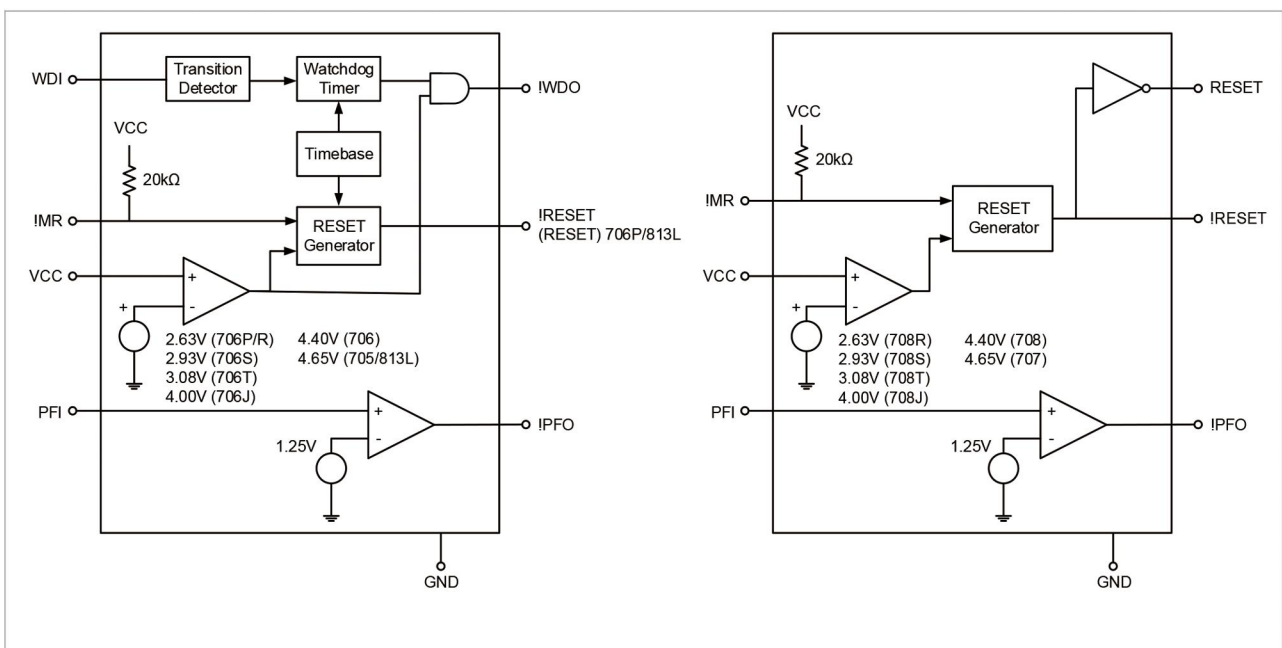 WDI
Transition
Detector
Watchdog
Timer
!WDO
VCC
Timebase
20kΩ
!MR
RESET
Generator
!RESET
(RESET) 706P/813L
VCC
+
-
+
2.63V (706P/R) 4.40V (706)
2.93V (706S) 4.65V (705/813L)
3.08V (706T)
4.00V (706J)
PFI
+
-
!PFO
1.25V
GND
RESET
VCC
20kΩ
!MR
RESET
Generator
!RESET
VCC
+
-
+
2.63V (708R) 4.40V (708)
2.93V (708S) 4.65V (707)
3.08V (708T)
4.00V (708J)
PFI
+
-
!PFO
1.25V
GND